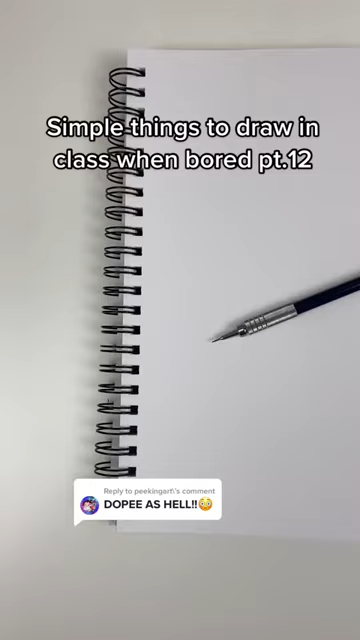 Simple things to draw in
class when bored pt.12
Reply to peekingart\'s comment
DOPEE AS HELL!!😳